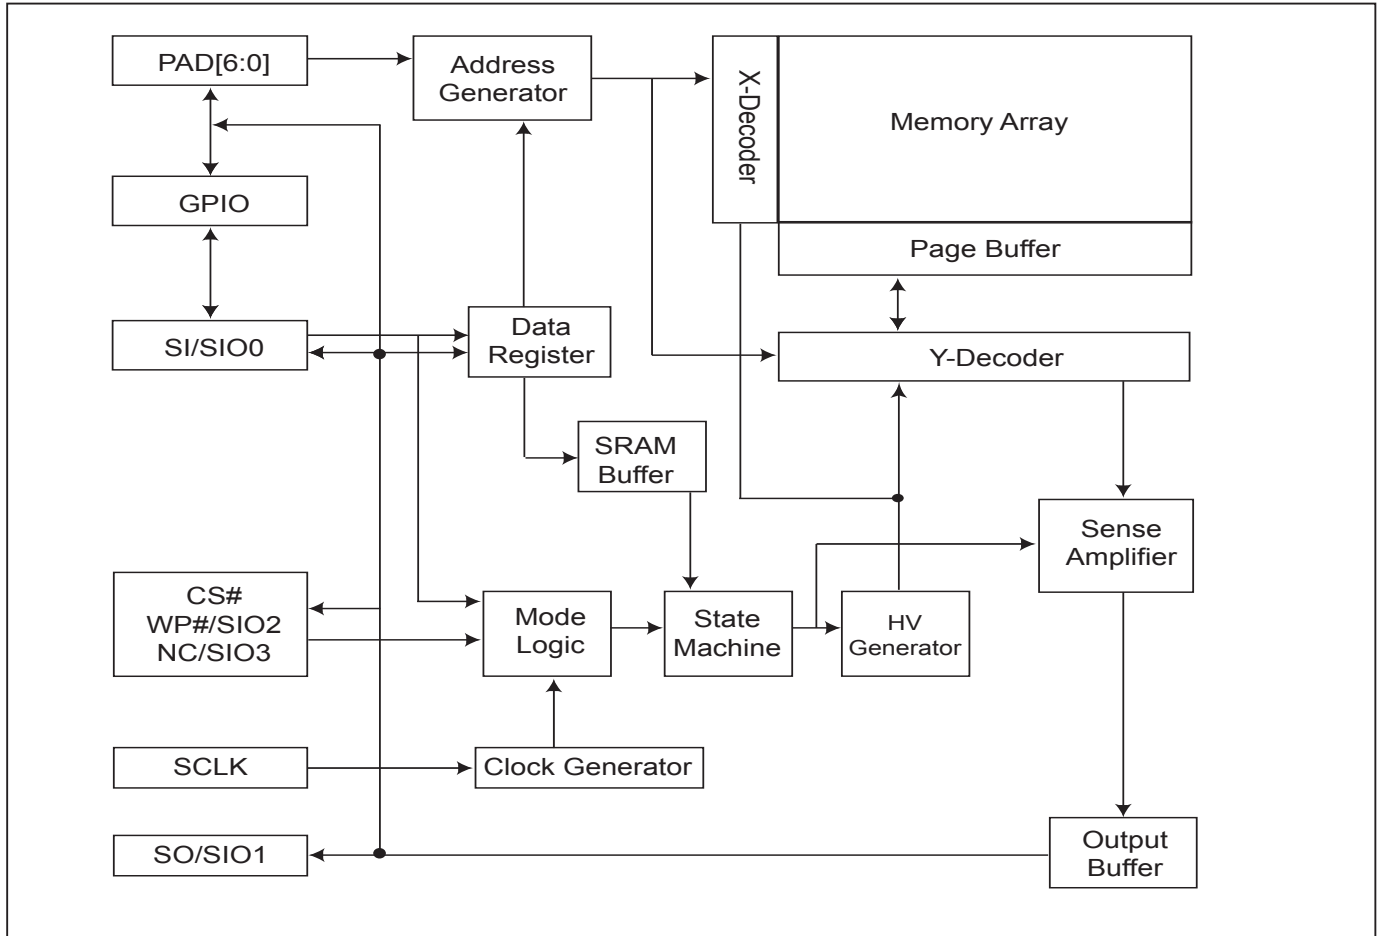 PAD[6:0]
Address
Generator
X-Decoder
Memory Array
GPIO
Page Buffer
SI/SIO0
Data
Register
Y-Decoder
SRAM
Buffer
Sense
Amplifier
CS#
WP#/SIO2
NC/SIO3
Mode
Logic
State
Machine
HV
Generator
SCLK
Clock Generator
SO/SIO1
Output
Buffer